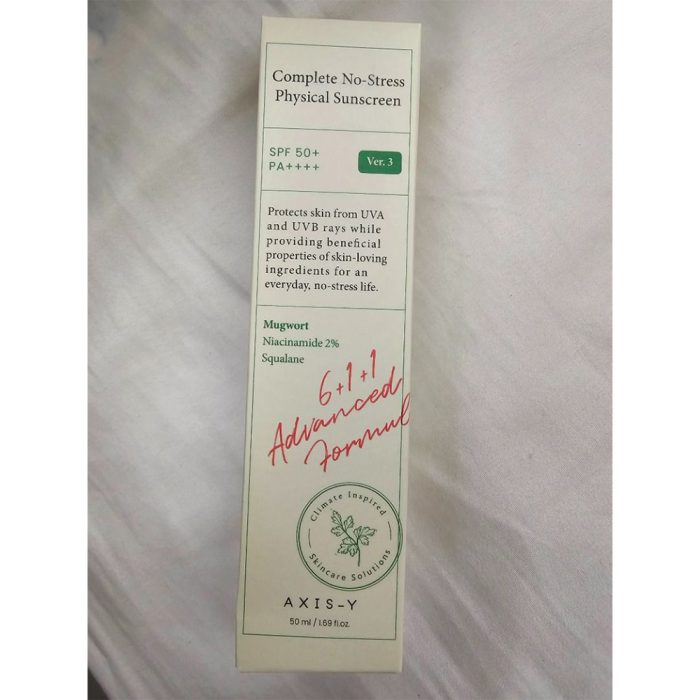 Complete No-Stress
Physical Sunscreen
SPF 50+
PA++++
Ver. 3
Protects skin from UVA
and UVB rays while
providing beneficial
properties of skin-loving
ingredients for an
everyday, no-stress life.
Mugwort
Niacinamide 2%
Squalane
6+1+1
Advanced
Formul
Climate Inspired
Skincare Solutions
AXIS-Y
50 ml / 1.69 fl.oz.